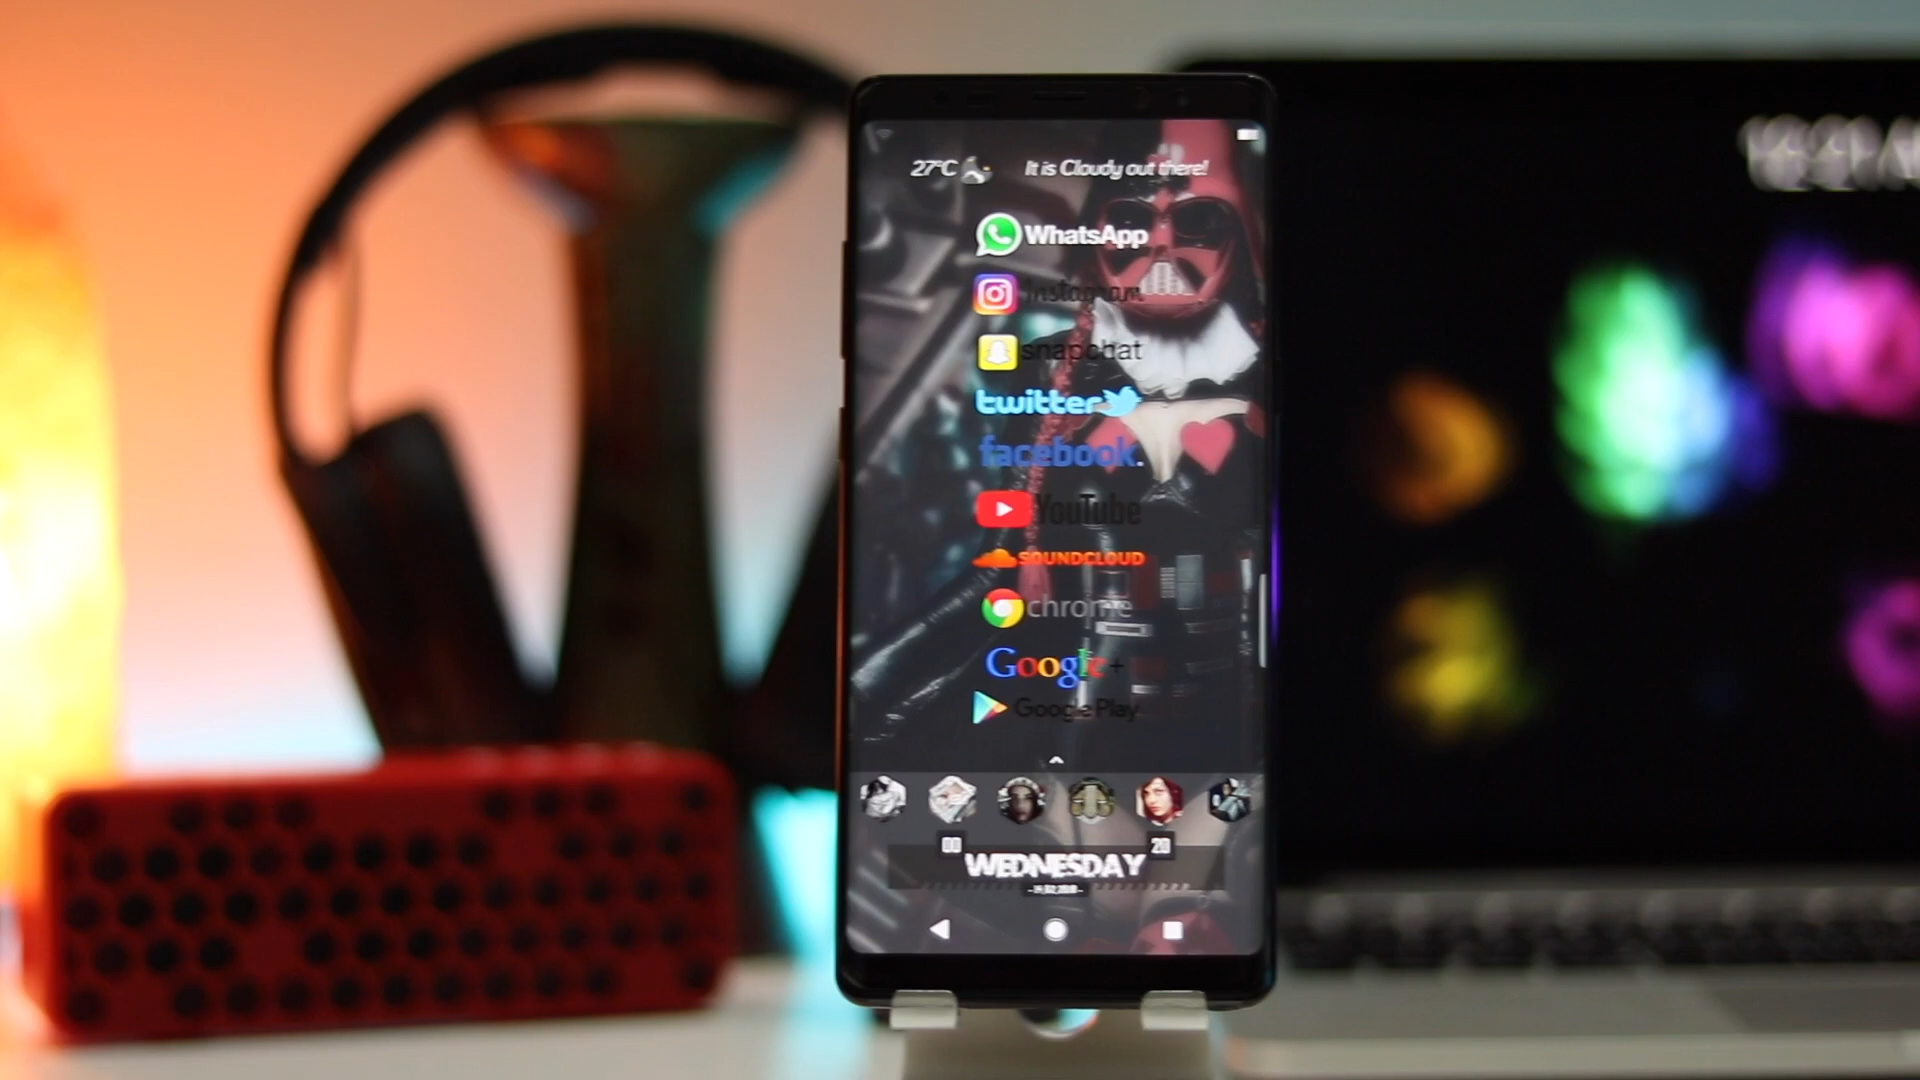 27°C It is Cloudy out there!
WhatsApp
Instagram
snapchat
twitter
facebook.
YouTube
SOUNDCLOUD
chrome
Google+
Google Play
00 20
WEDNESDAY